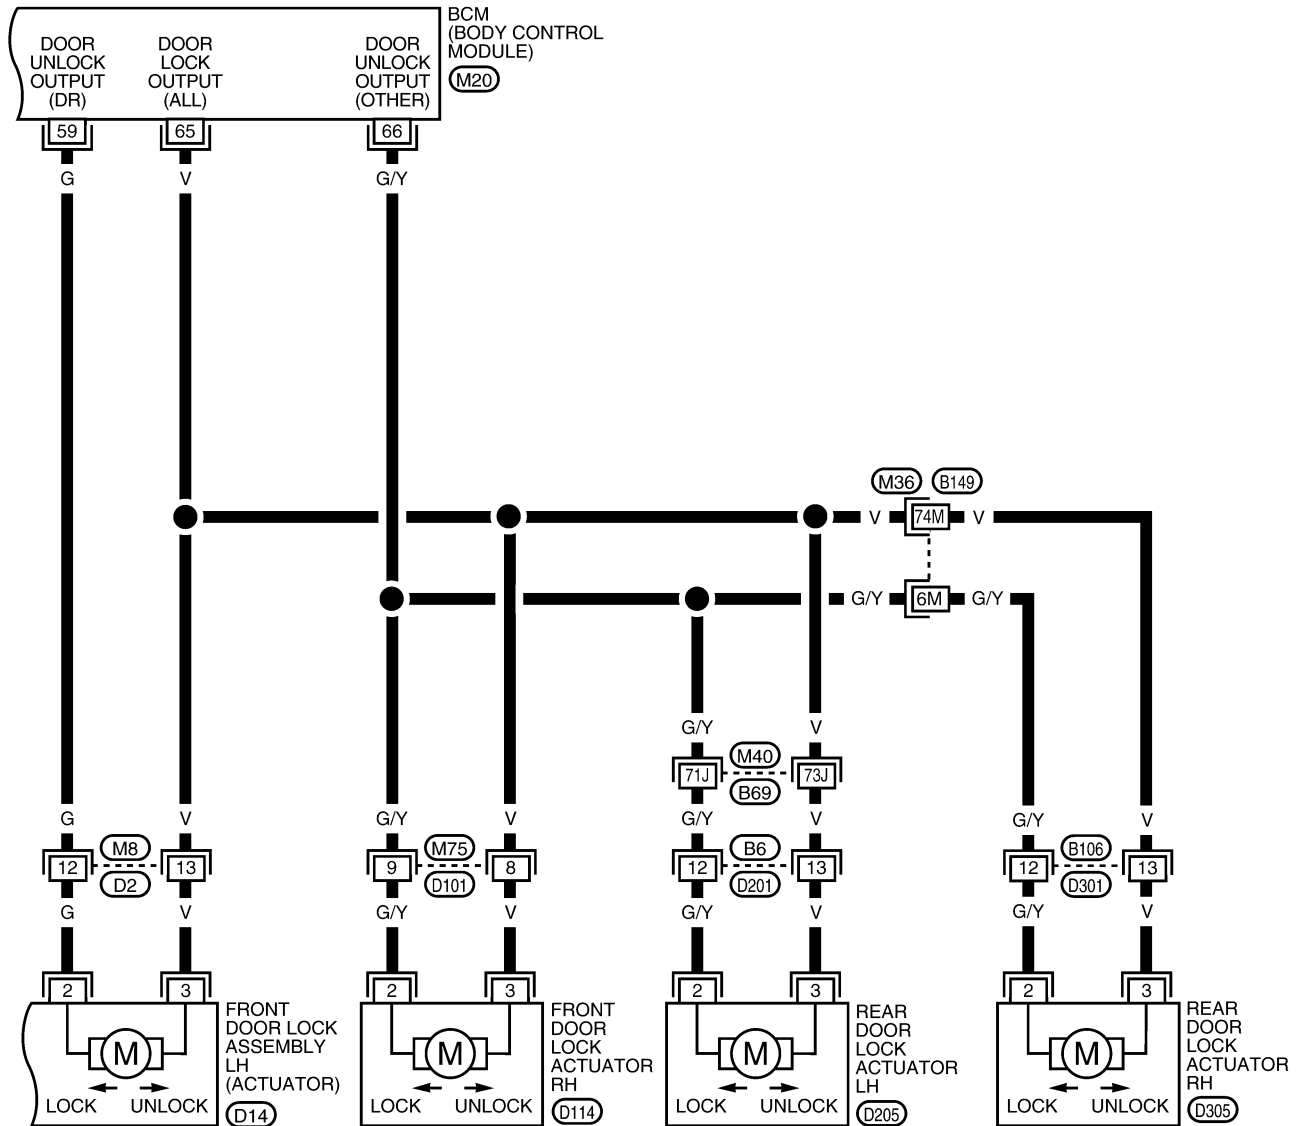 BCM
(BODY CONTROL
MODULE)
M20
DOOR
UNLOCK
OUTPUT
(DR)
DOOR
LOCK
OUTPUT
(ALL)
DOOR
UNLOCK
OUTPUT
(OTHER)
59
65
66
G
V
G/Y
M36
B149
V
74M
V
G/Y
6M
G/Y
G/Y
V
71J
M40
B69
73J
G
V
G/Y
V
G/Y
V
G/Y
V
12
M8
D2
13
9
M75
D101
8
12
B6
D201
13
12
B106
D301
13
G
V
G/Y
V
G/Y
V
G/Y
V
2
3
2
3
2
3
2
3
M
LOCK
UNLOCK
FRONT
DOOR LOCK
ASSEMBLY
LH
(ACTUATOR)
D14
M
LOCK
UNLOCK
FRONT
DOOR
LOCK
ACTUATOR
RH
D114
M
LOCK
UNLOCK
REAR
DOOR
LOCK
ACTUATOR
LH
D205
M
LOCK
UNLOCK
REAR
DOOR
LOCK
ACTUATOR
RH
D305